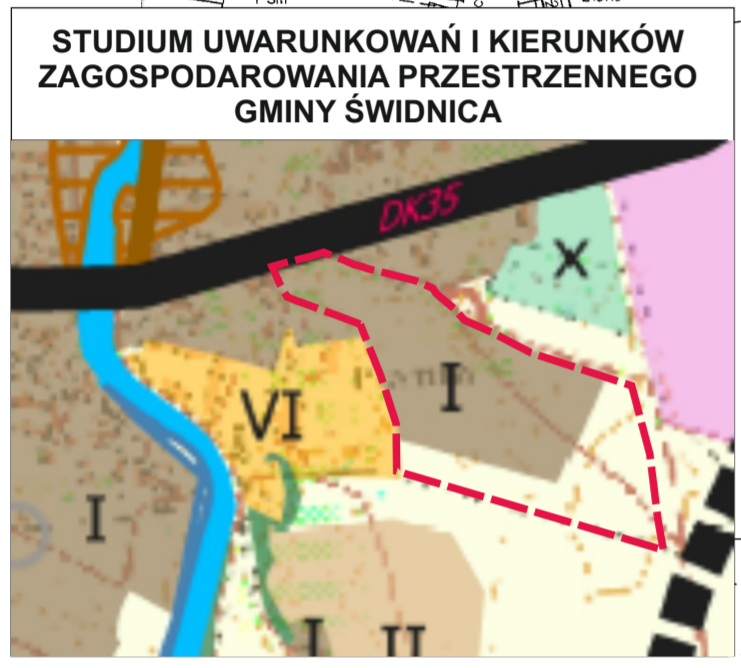 STUDIUM UWARUNKOWAŃ I KIERUNKÓW
ZAGOSPODAROWANIA PRZESTRZENNEGO
GMINY ŚWIDNICA
DK35
X
I
VI
I
I
II